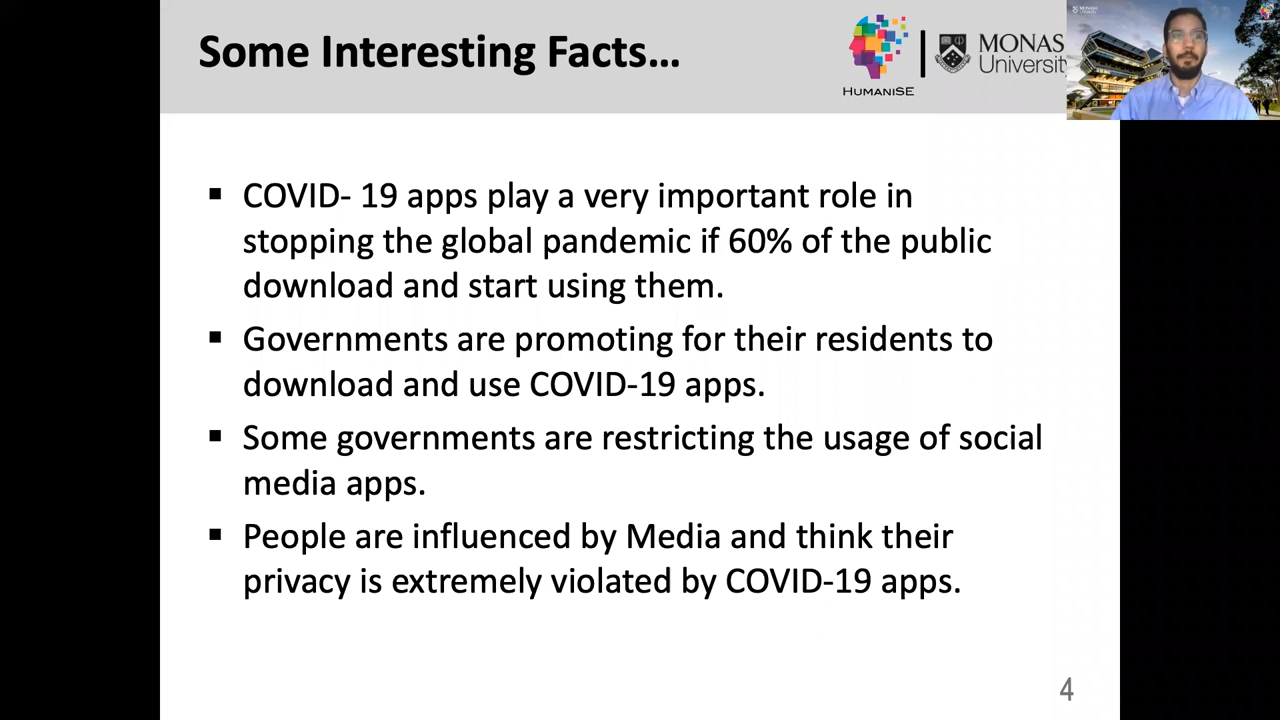 Some Interesting Facts...
HUMANISE
MONAS
University
MONASH
University
▪ COVID- 19 apps play a very important role in
stopping the global pandemic if 60% of the public
download and start using them.
▪ Governments are promoting for their residents to
download and use COVID-19 apps.
▪ Some governments are restricting the usage of social
media apps.
▪ People are influenced by Media and think their
privacy is extremely violated by COVID-19 apps.
4